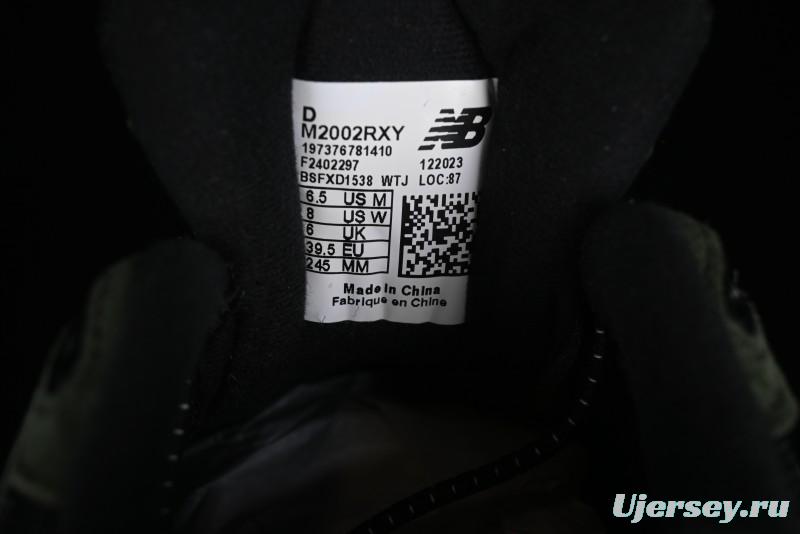 D
M2002RXY
197376781410
F2402297 122023
BSFXD1538 WTJ LOC:87
NB
6.5 US M
8 US W
6 UK
39.5 EU
245 MM
Made in China
Fabriqué en Chine
Ujersey.ru